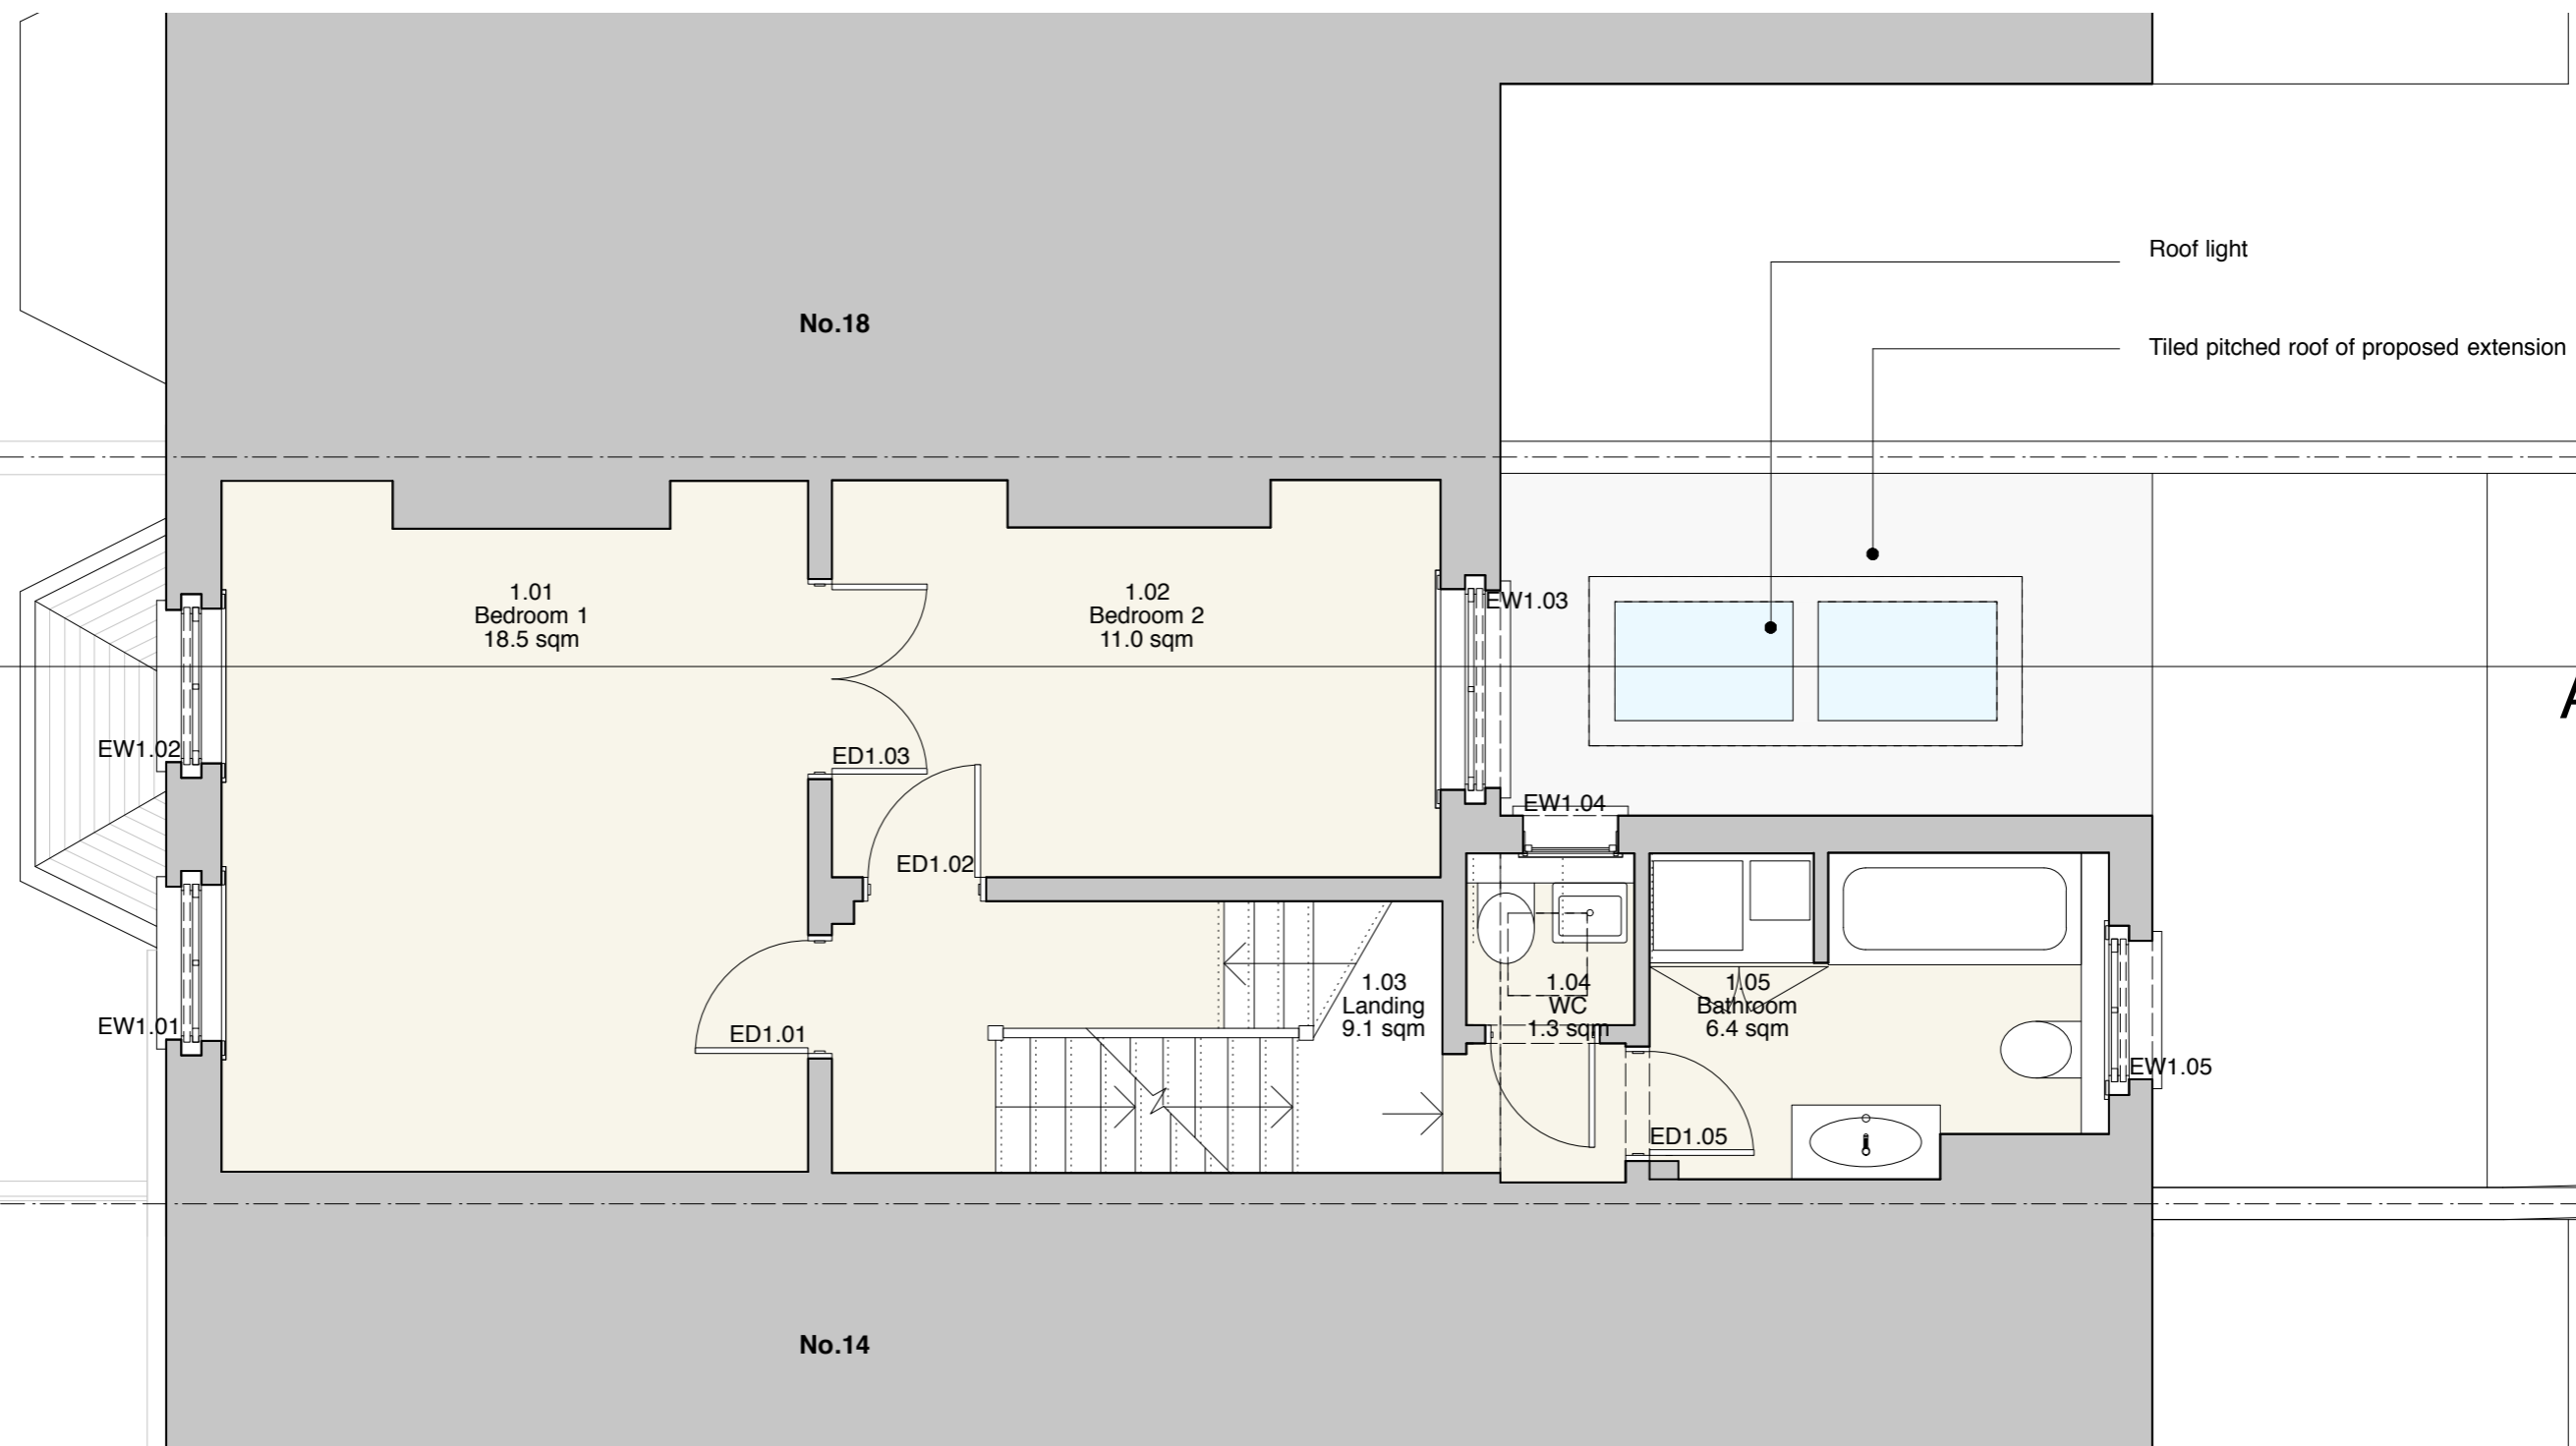 Roof light
No.18
Tiled pitched roof of proposed extension
1.01
Bedroom 1
18.5 sqm
1.02
Bedroom 2
11.0 sqm
EW1.03
A
EW1.02
ED1.03
EW1.04
ED1.02
1.03
Landing
9.1 sqm
1.04
WC
1.3 sqm
1.05
Bathroom
6.4 sqm
EW1.01
ED1.01
EW1.05
ED1.05
No.14